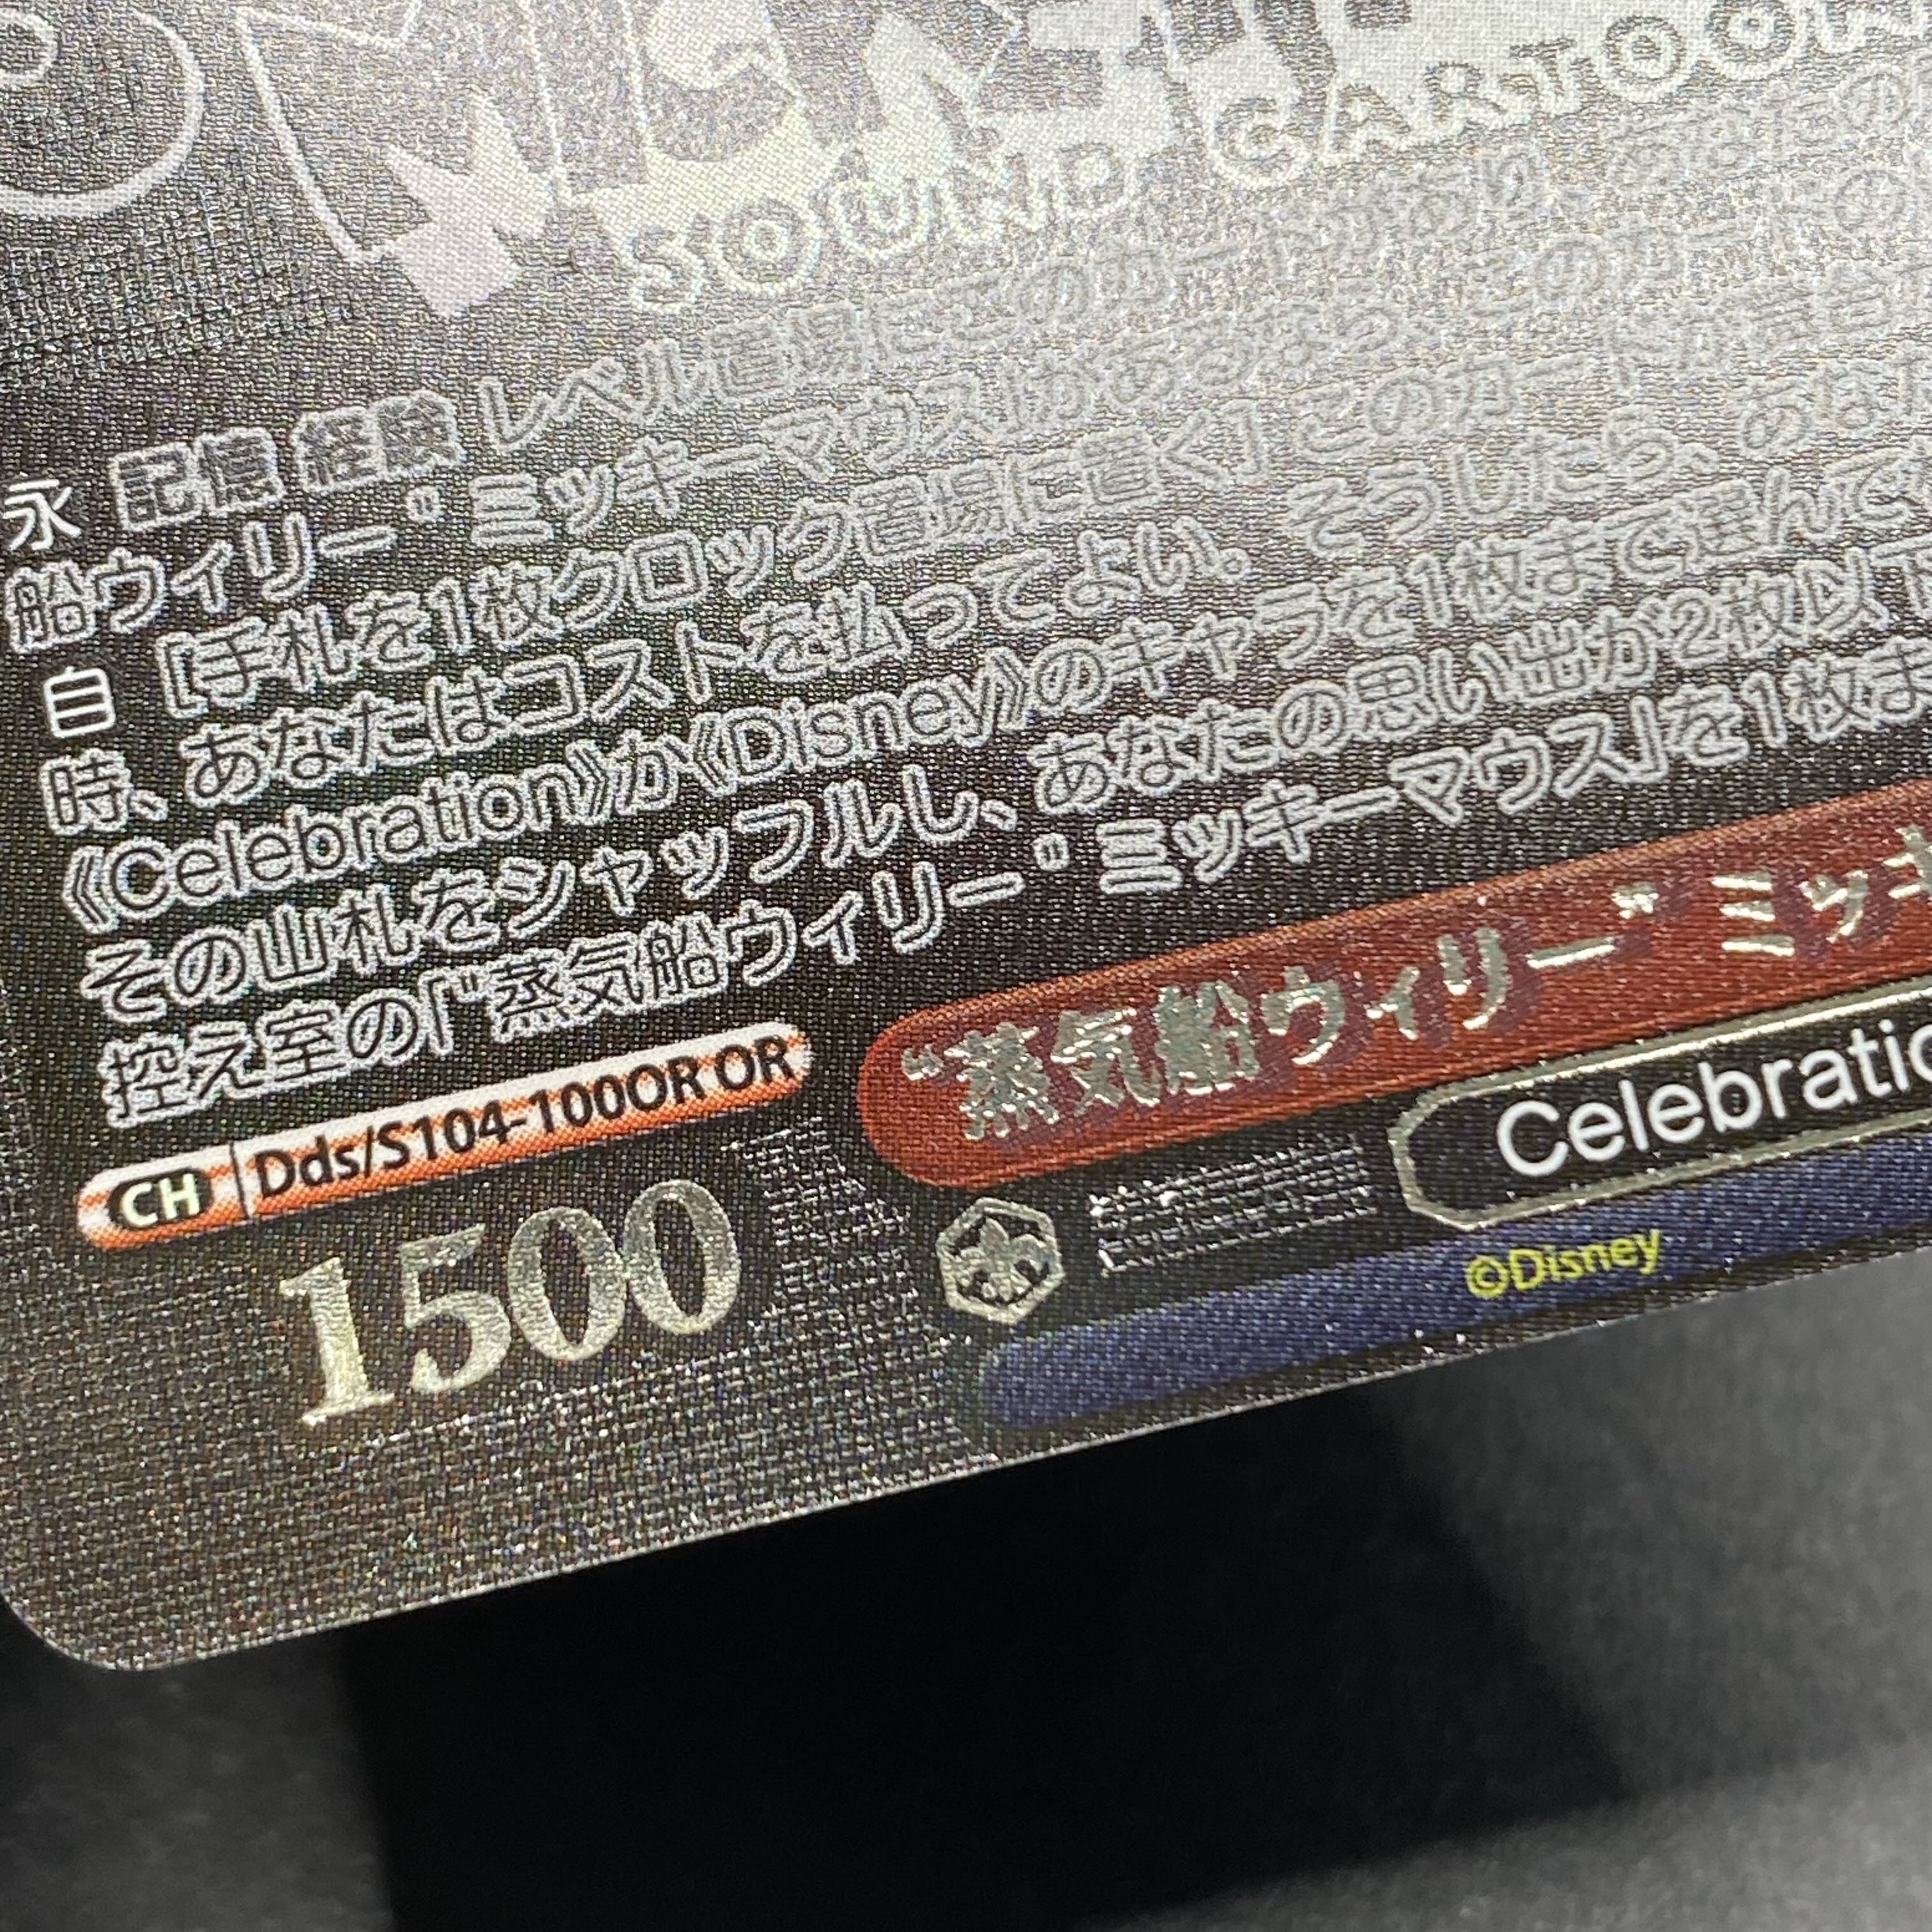 SOUND CARTOON
永 記憶 経験 レベル置場にこのカードがあり、
船ウィリー" ミッキーマウス」があるなら、このカードの
自 [手札を1枚クロック置場に置く] このカードが
時、あなたはコストを払ってよい。そうしたら、あなた
《Celebration》か《Disney》のキャラを1枚まで選んで
その山札をシャッフルし、あなたの思い出が2枚以下
控え室の「"蒸気船ウィリー" ミッキーマウス」を1枚ま
CH Dds/S104-100OR OR
"蒸気船ウィリー" ミッキ
1500
Celebratio
©Disney